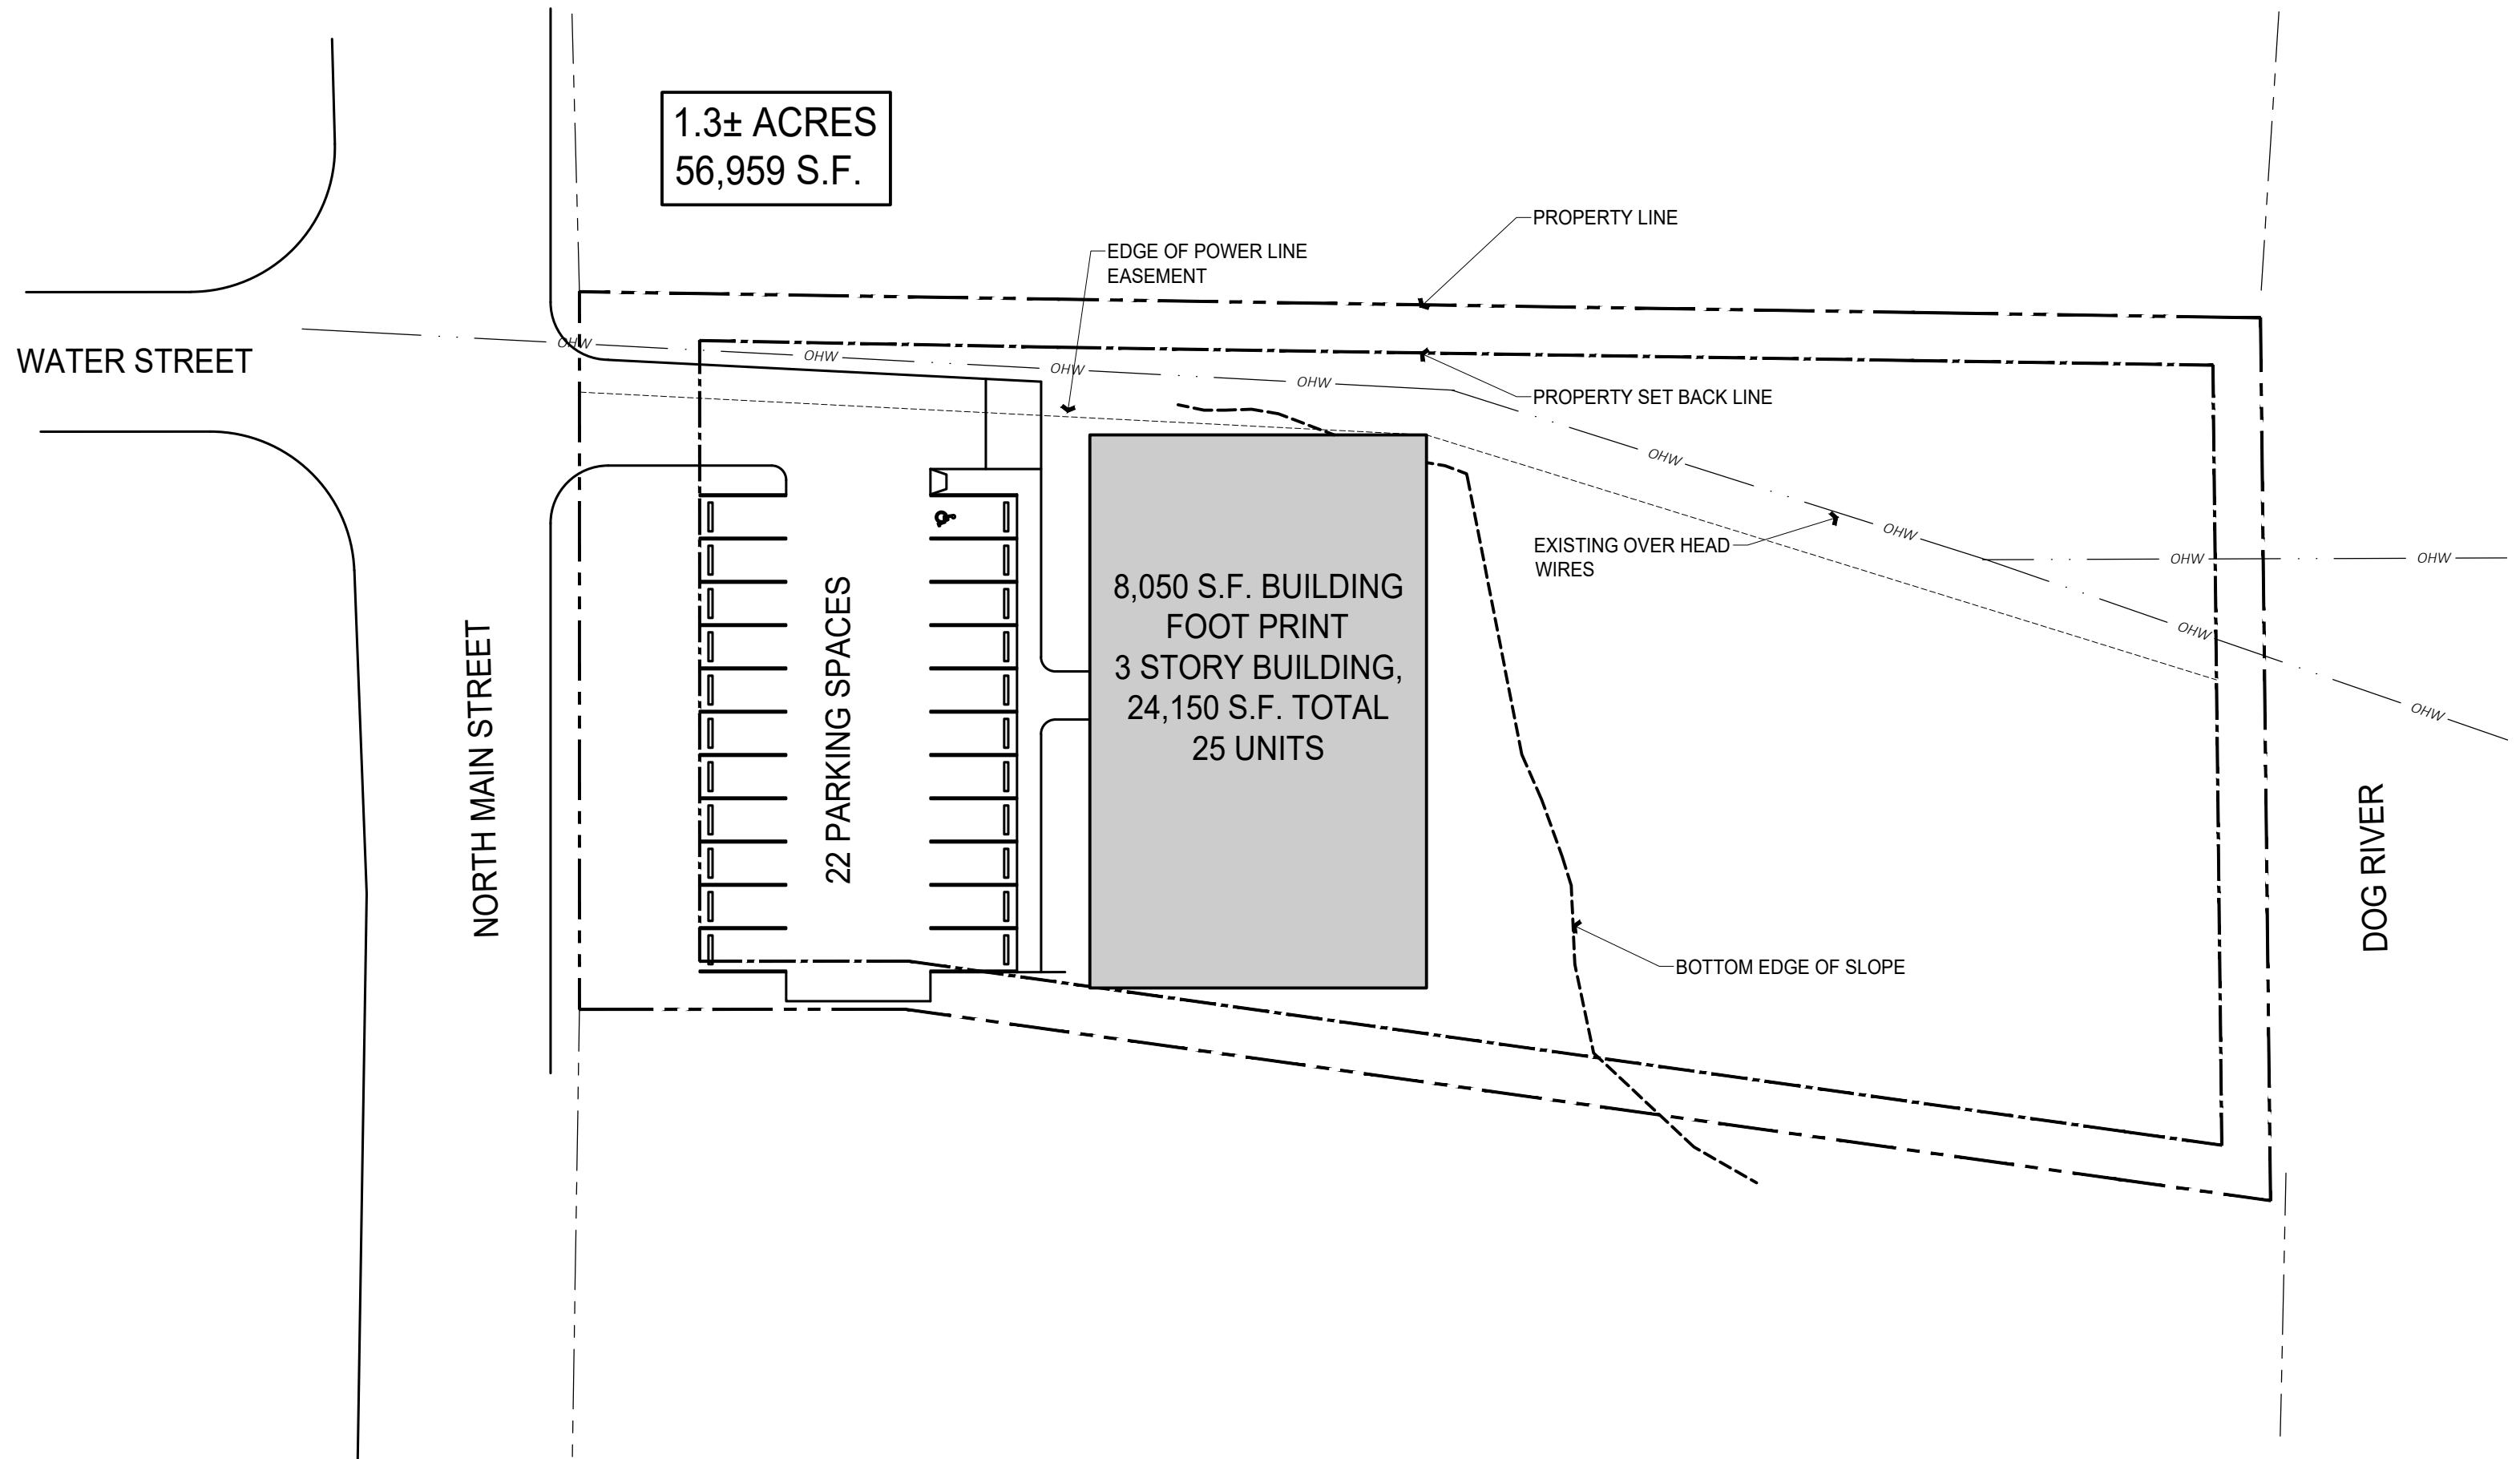 1.3± ACRES
56,959 S.F.
PROPERTY LINE
EDGE OF POWER LINE
EASEMENT
WATER STREET
OHW
OHW
OHW
OHW
PROPERTY SET BACK LINE
OHW
OHW
EXISTING OVER HEAD
WIRES
OHW
OHW
OHW
OHW
8,050 S.F. BUILDING
FOOT PRINT
3 STORY BUILDING,
24,150 S.F. TOTAL
25 UNITS
22 PARKING SPACES
NORTH MAIN STREET
DOG RIVER
BOTTOM EDGE OF SLOPE